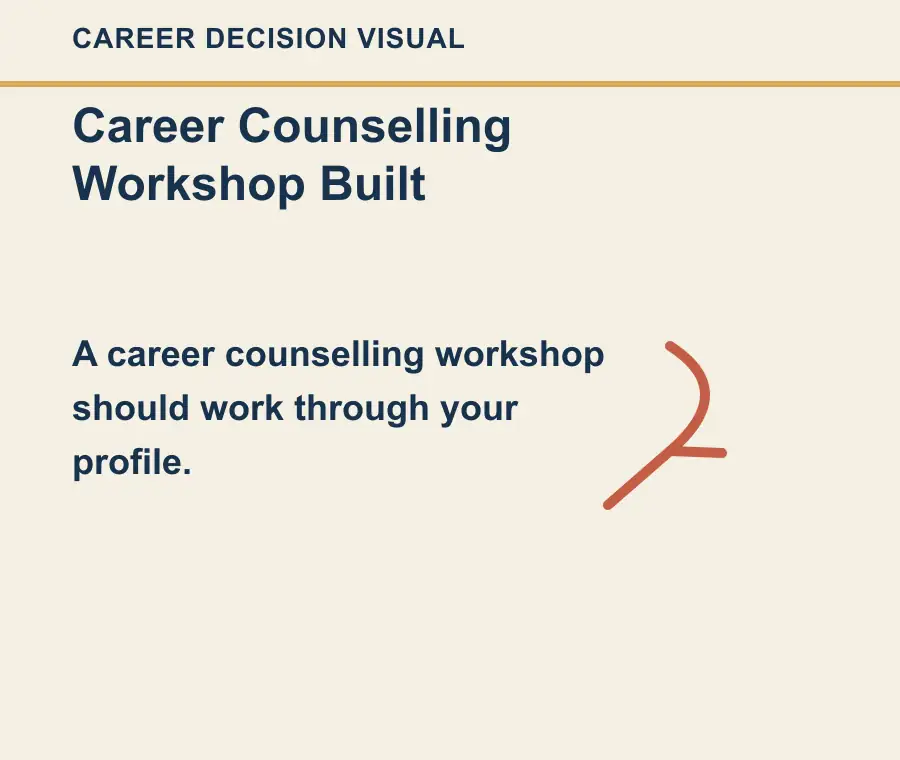 CAREER DECISION VISUAL
Career Counselling
Workshop Built
A career counselling workshop
should work through your
profile.